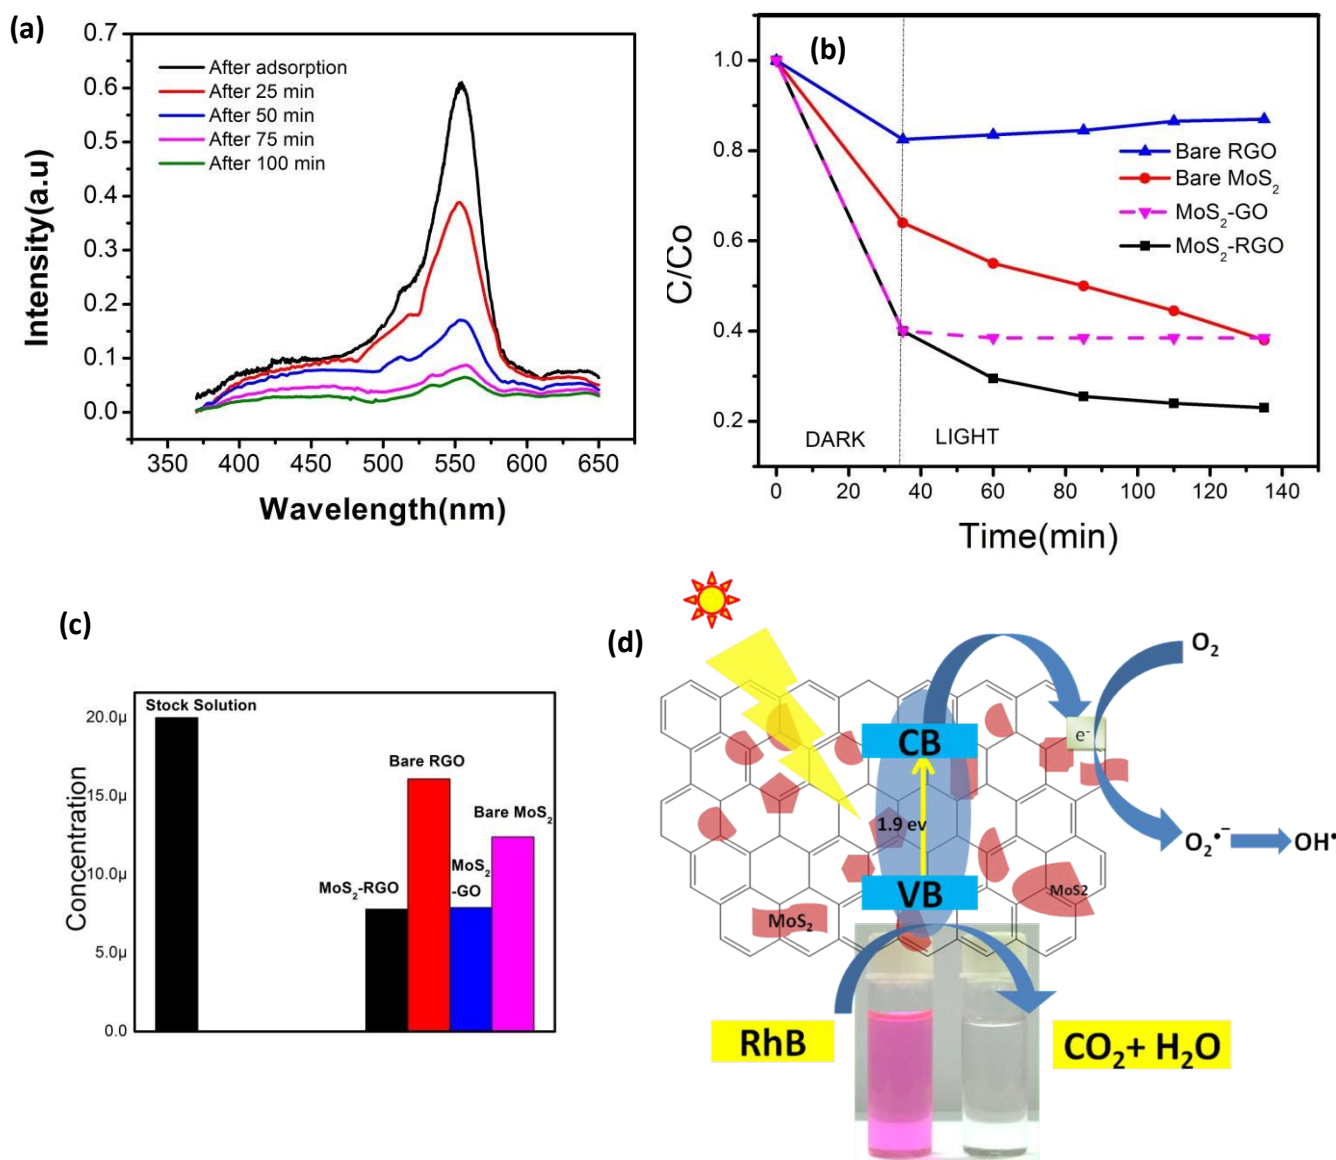 (a)
0.7
0.6
0.5
0.4
0.3
0.2
0.1
0.0
Intensity(a.u)
After adsorption
After 25 min
After 50 min
After 75 min
After 100 min
350 400 450 500 550 600 650
Wavelength(nm)
(b)
1.0
0.8
0.6
0.4
0.2
C/Co
Bare RGO
Bare MoS₂
MoS₂-GO
MoS₂-RGO
DARK LIGHT
0 20 40 60 80 100 120 140
Time(min)
(c)
20.0µ
15.0µ
10.0µ
5.0µ
0.0
Concentration
Stock Solution
Bare RGO
Bare MoS₂
MoS₂-RGO
MoS₂
-GO
(d)
O₂
CB
e⁻
1.9 ev
O₂•⁻ OH•
VB
MoS2
MoS₂
RhB
CO₂+ H₂O